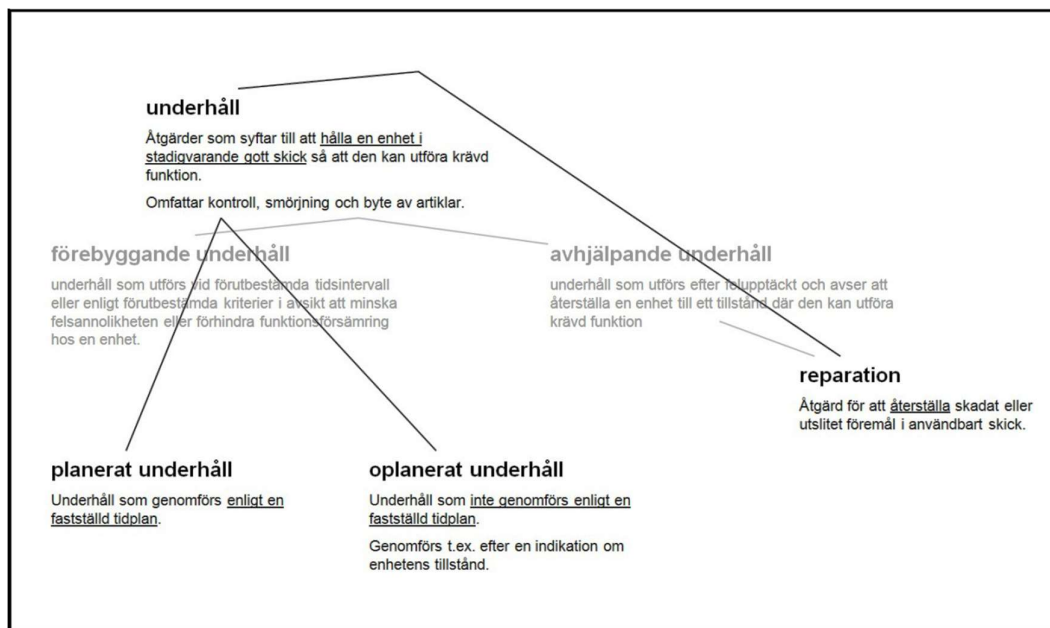 underhåll
Åtgärder som syftar till att hålla en enhet i
stadigvarande gott skick så att den kan utföra krävd
funktion.
Omfattar kontroll, smörjning och byte av artiklar.
förebyggande underhåll
underhåll som utförs vid förutbestämda tidsintervall
eller enligt förutbestämda kriterier i avsikt att minska
felsannolikheten eller förhindra funktionsförsämring
hos en enhet.
avhjälpande underhåll
underhåll som utförs efter felupptäckt och avser att
återställa en enhet till ett tillstånd där den kan utföra
krävd funktion
reparation
Åtgärd för att återställa skadat eller
utslitet föremål i användbart skick.
planerat underhåll
Underhåll som genomförs enligt en
fastställd tidplan.
oplanerat underhåll
Underhåll som inte genomförs enligt en
fastställd tidplan.
Genomförs t.ex. efter en indikation om
enhetens tillstånd.